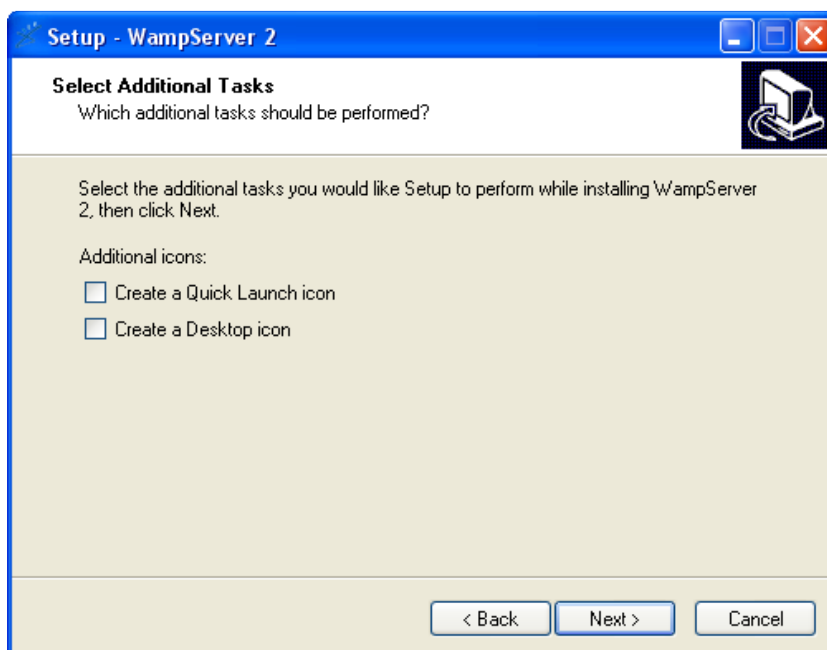 Setup - WampServer 2
Select Additional Tasks
Which additional tasks should be performed?
Select the additional tasks you would like Setup to perform while installing WampServer
2, then click Next.
Additional icons:
Create a Quick Launch icon
Create a Desktop icon
< Back Next > Cancel